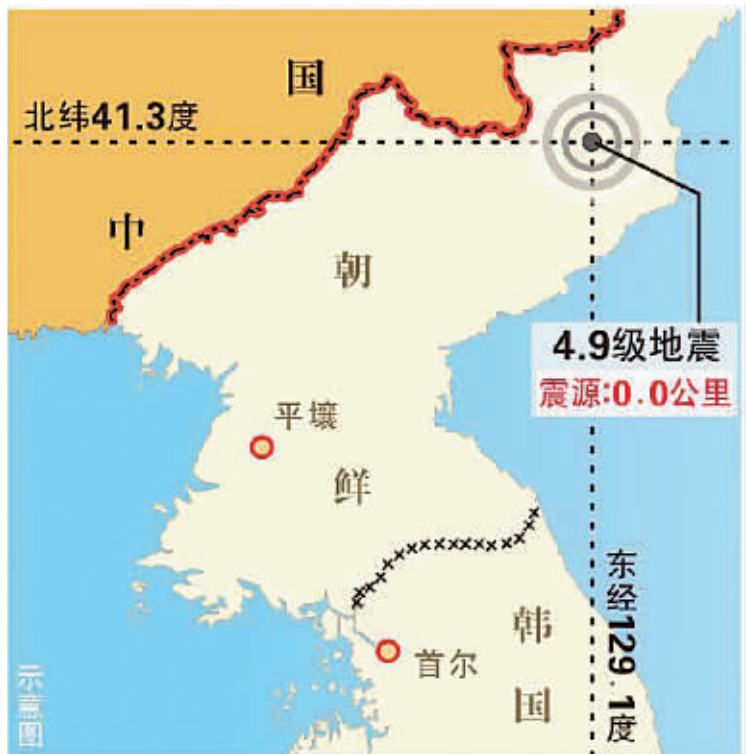 中国
北纬41.3度
朝鲜
4.9级地震
震源:0.0公里
平壤
东经129.1度
韩国
首尔
示意图